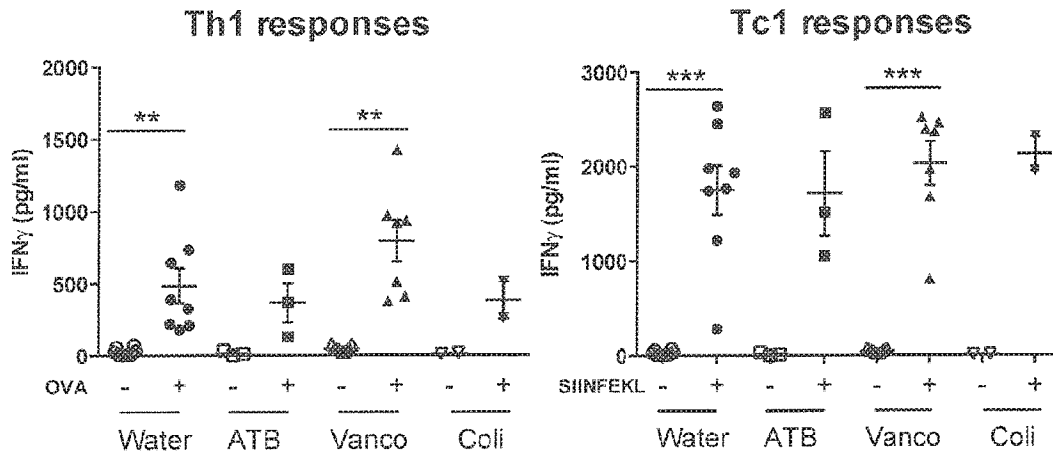 Th1 responses
IFNγ (pg/ml)
2000
1500
1000
500
0
** **
OVA - + - + - + - +
Water ATB Vanco Coli
Tc1 responses
IFNγ (pg/ml)
3000
2000
1000
0
*** ***
SIINFEKL - + - + - + - +
Water ATB Vanco Coli